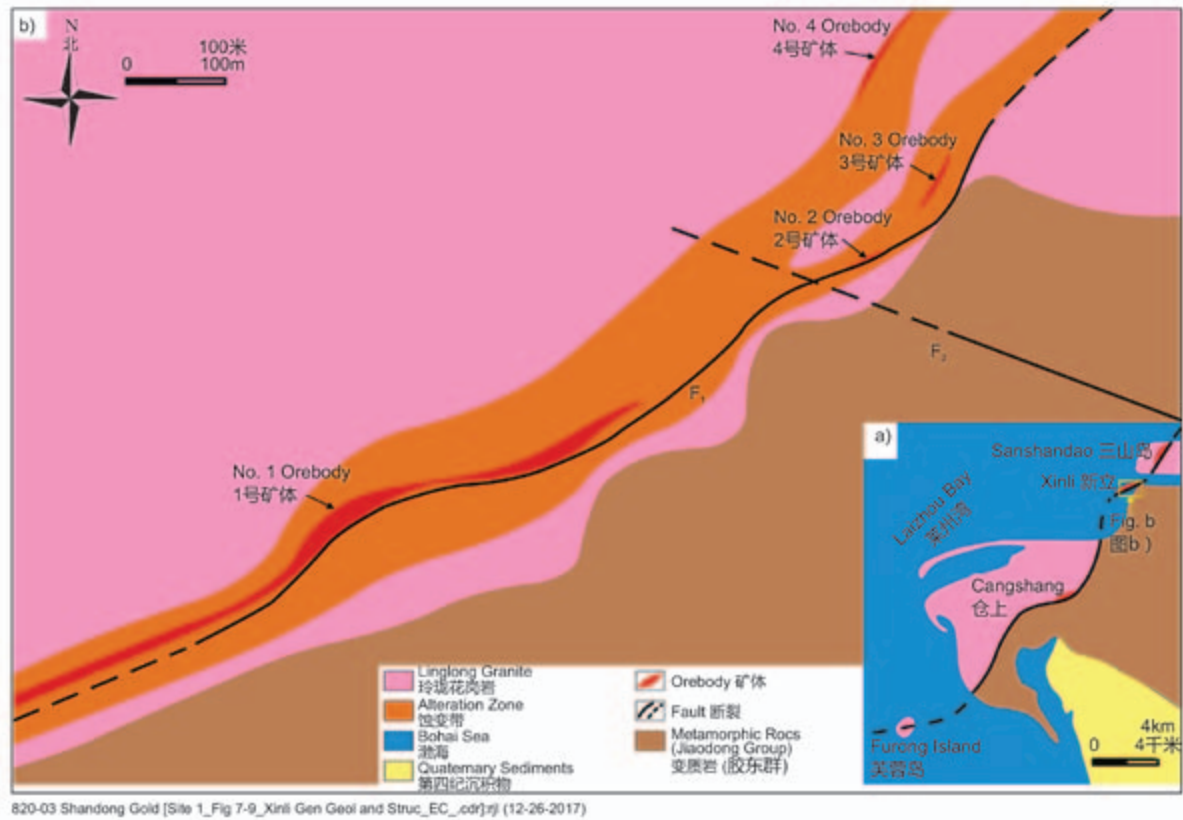 b)
N
北
100米
0 100m
No. 4 Orebody
4号矿体
No. 3 Orebody
3号矿体
No. 2 Orebody
2号矿体
F₂
F₁
No. 1 Orebody
1号矿体
a)
Sanshandao 三山岛
Xinli 新立
Laizhou Bay
莱州湾
Fig. b
图b )
Cangshang
仓上
4km
0 4千米
Furong Island
芙蓉岛
Linglong Granite
玲珑花岗岩
Alteration Zone
蚀变带
Bohai Sea
渤海
Quaternary Sediments
第四纪沉积物
Orebody 矿体
Fault 断裂
Metamorphic Rocs
(Jiaodong Group)
变质岩 (胶东群)
820-03 Shandong Gold [Site 1_Fig 7-9_Xinli Gen Geol and Struc_EC_.cdr]:rjl (12-26-2017)